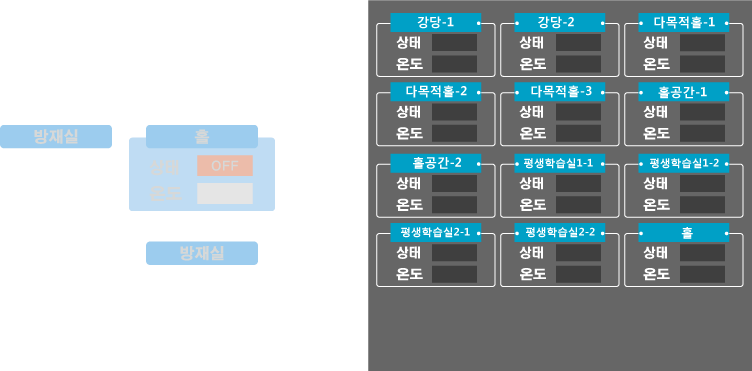 방재실
홀
상태 OFF
온도
방재실
강당-1
강당-2
다목적홀-1
상태
상태
상태
온도
온도
온도
다목적홀-2
다목적홀-3
홀공간-1
상태
상태
상태
온도
온도
온도
홀공간-2
평생학습실1-1
평생학습실1-2
상태
상태
상태
온도
온도
온도
평생학습실2-1
평생학습실2-2
홀
상태
상태
상태
온도
온도
온도